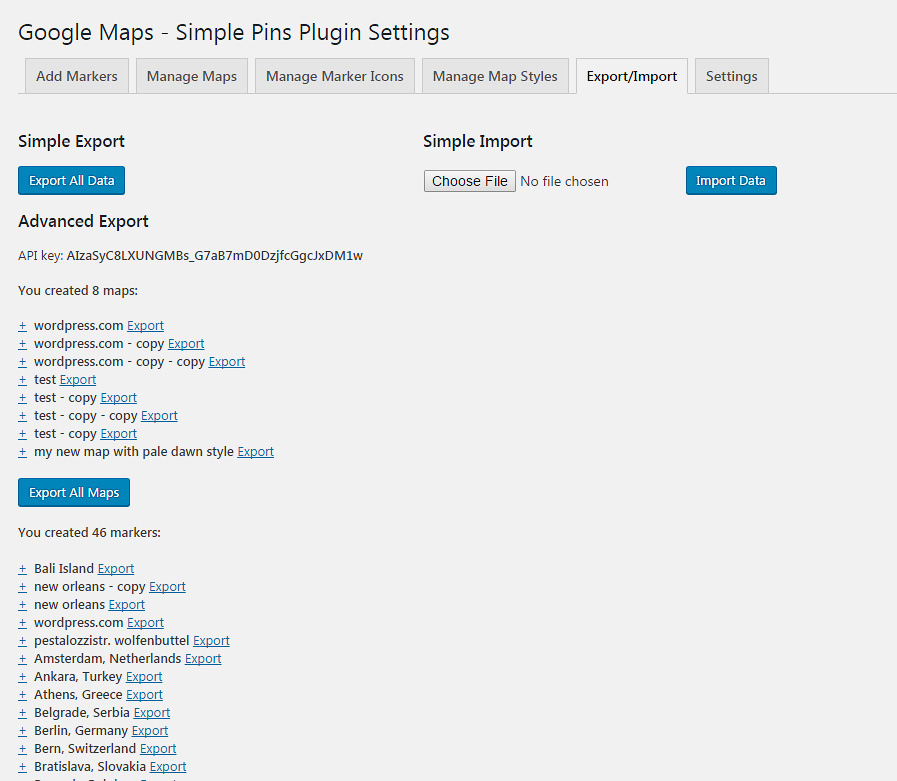 Google Maps - Simple Pins Plugin Settings
Add Markers Manage Maps Manage Marker Icons Manage Map Styles Export/Import Settings
Simple Export
Export All Data
Simple Import
Choose File No file chosen Import Data
Advanced Export
API key: AIzaSyC8LXUNGMBs_G7aB7mD0DzjfcGgcJxDM1w
You created 8 maps:
+ wordpress.com Export
+ wordpress.com - copy Export
+ wordpress.com - copy - copy Export
+ test Export
+ test - copy Export
+ test - copy - copy Export
+ test - copy Export
+ my new map with pale dawn style Export
Export All Maps
You created 46 markers:
+ Bali Island Export
+ new orleans - copy Export
+ new orleans Export
+ wordpress.com Export
+ pestalozzistr. wolfenbuttel Export
+ Amsterdam, Netherlands Export
+ Ankara, Turkey Export
+ Athens, Greece Export
+ Belgrade, Serbia Export
+ Berlin, Germany Export
+ Bern, Switzerland Export
+ Bratislava, Slovakia Export